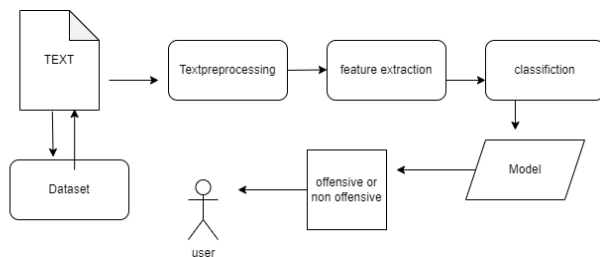 TEXT
Textpreprocessing
feature extraction
classifiction
Dataset
offensive or
non offensive
Model
user